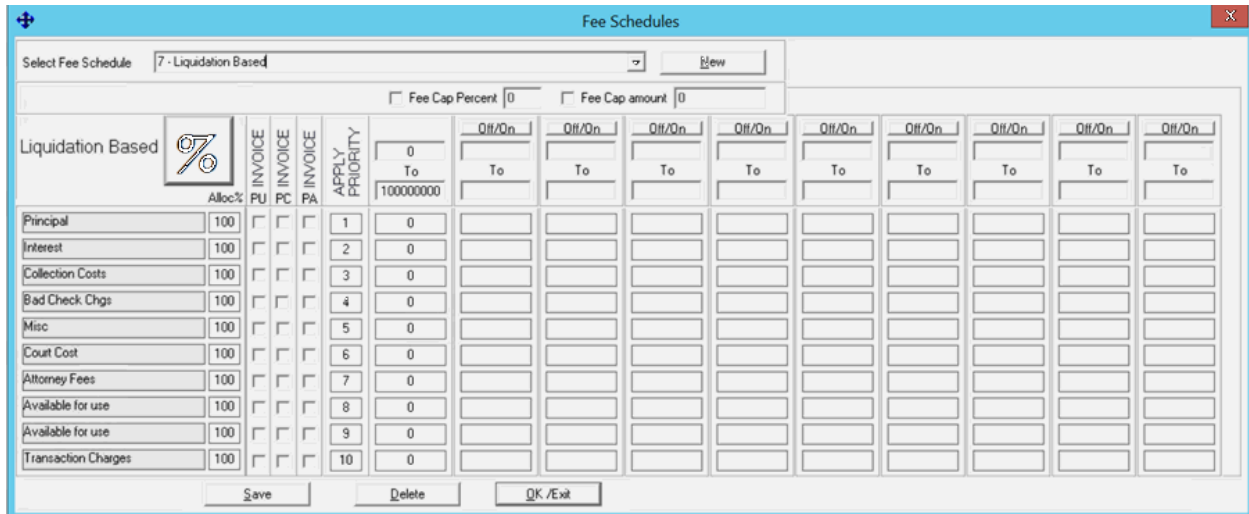 Fee Schedules X
Select Fee Schedule 7 - Liquidation Based New
Fee Cap Percent 0 Fee Cap amount 0
Liquidation Based % Alloc% PU INVOICE PC INVOICE PA INVOICE APPLY PRIORITY
Off/On Off/On Off/On Off/On Off/On Off/On Off/On Off/On Off/On
0
To To To To To To To To To To
100000000
Principal 100 1 0
Interest 100 2 0
Collection Costs 100 3 0
Bad Check Chgs 100 4 0
Misc 100 5 0
Court Cost 100 6 0
Attorney Fees 100 7 0
Available for use 100 8 0
Available for use 100 9 0
Transaction Charges 100 10 0
Save Delete OK /Exit